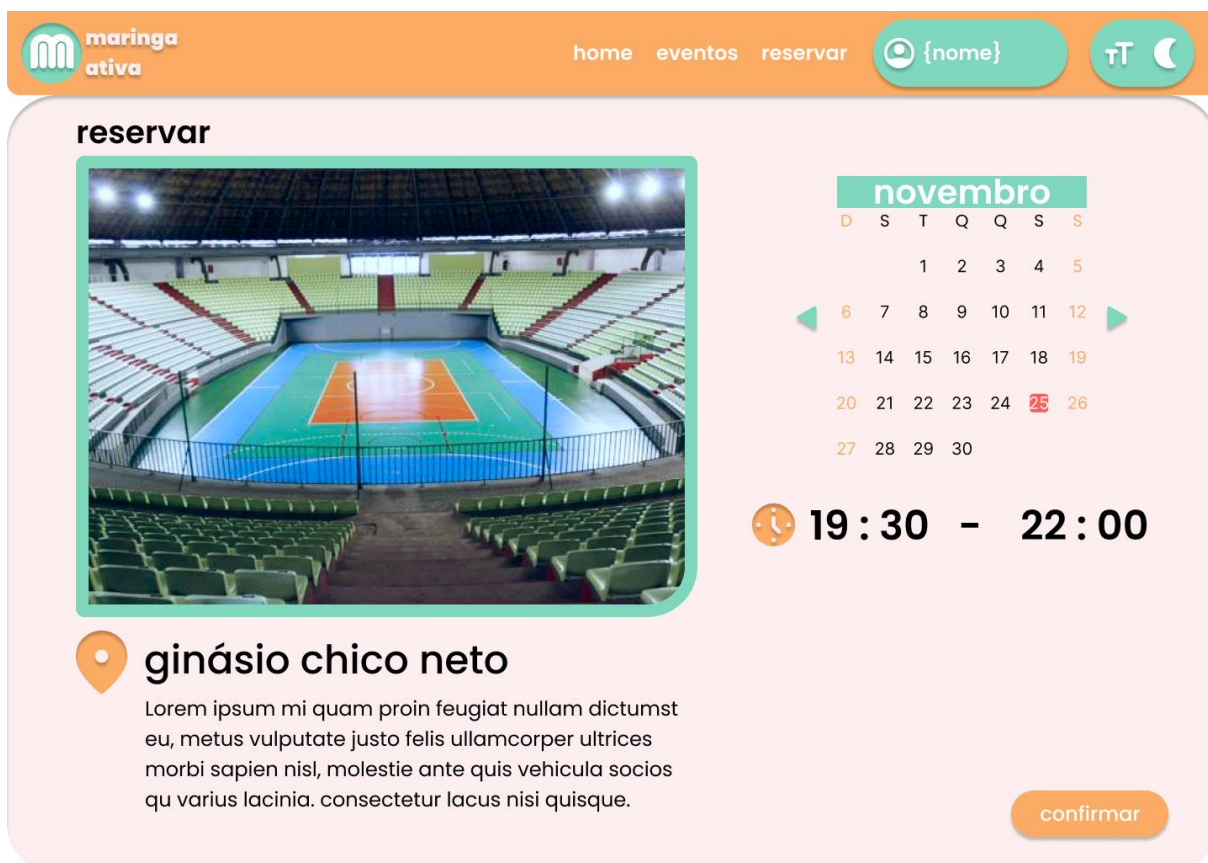 maringa
ativa
home eventos reservar {nome} TT
reservar
novembro
D S T Q Q S S
1 2 3 4 5
6 7 8 9 10 11 12
13 14 15 16 17 18 19
20 21 22 23 24 25 26
27 28 29 30
19 : 30 - 22 : 00
ginásio chico neto
Lorem ipsum mi quam proin feugiat nullam dictumst
eu, metus vulputate justo felis ullamcorper ultrices
morbi sapien nisl, molestie ante quis vehicula socios
qu varius lacinia. consectetur lacus nisi quisque.
confirmar